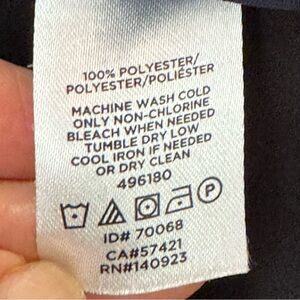 100% POLYESTER/
POLYESTER/POLIÉSTER
MACHINE WASH COLD
ONLY NON-CHLORINE
BLEACH WHEN NEEDED
TUMBLE DRY LOW
COOL IRON IF NEEDED
OR DRY CLEAN
496180
P
ID# 70068
CA#57421
RN#140923